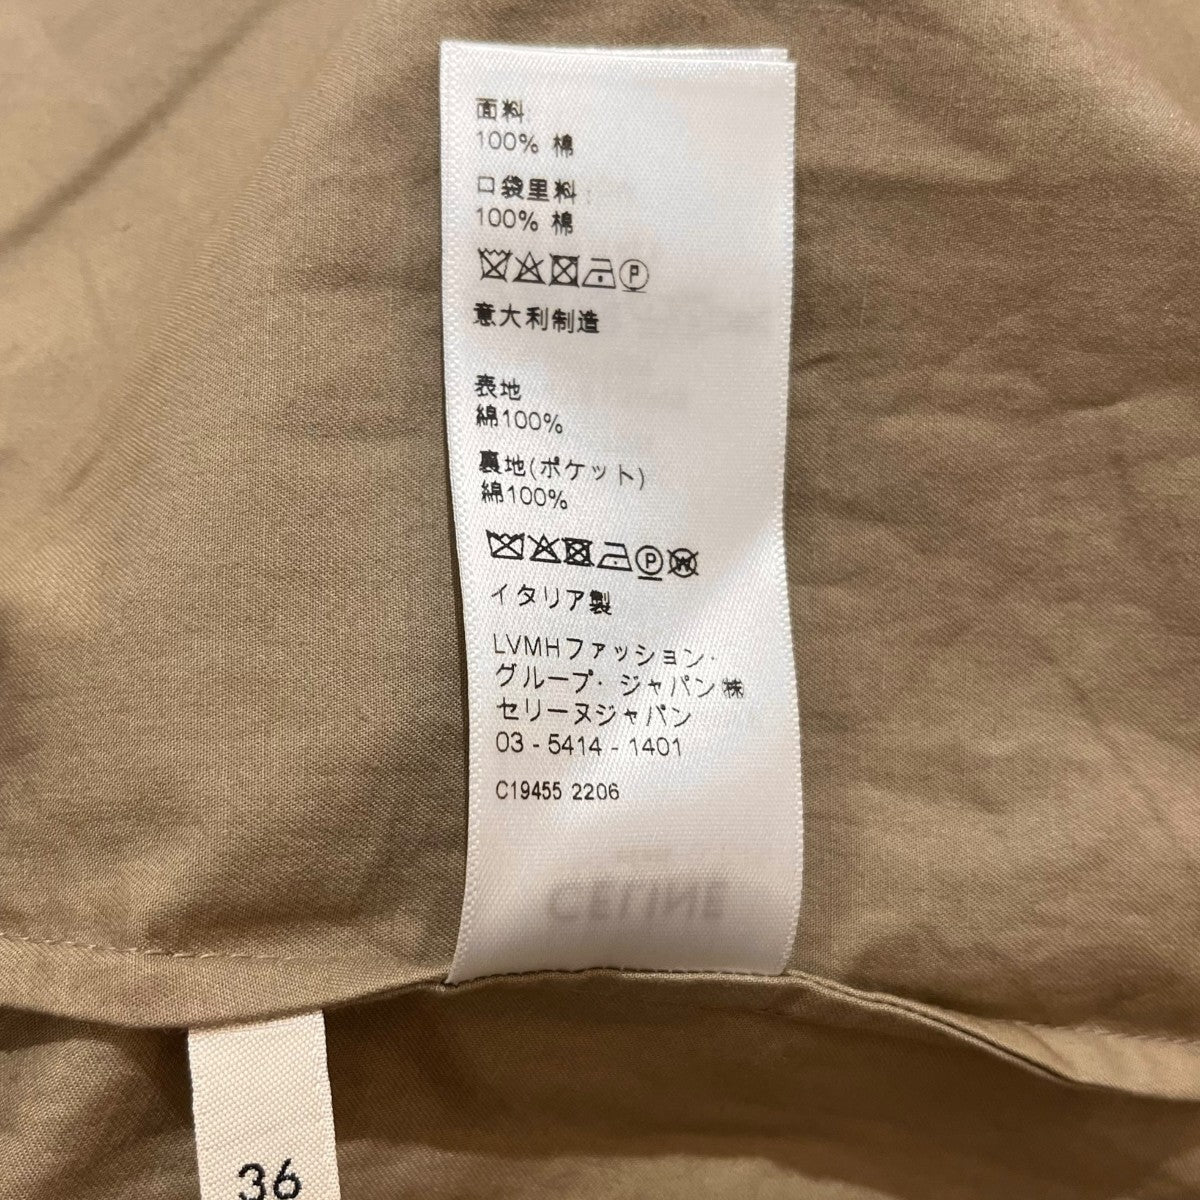 面料
100% 棉
口袋里料:
100% 棉
意大利制造
表地
綿100%
裏地(ポケット)
綿100%
イタリア製
LVMHファッション・
グループ・ジャパン㈱
セリーヌジャパン
03 - 5414 - 1401
C19455 2206
CELINE
36